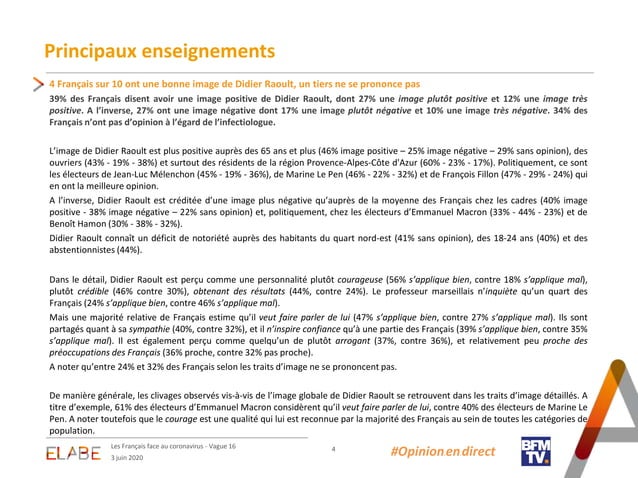 Principaux enseignements
4 Français sur 10 ont une bonne image de Didier Raoult, un tiers ne se prononce pas
39% des Français disent avoir une image positive de Didier Raoult, dont 27% une image plutôt positive et 12% une image très
positive. A l’inverse, 27% ont une image négative dont 17% une image plutôt négative et 10% une image très négative. 34% des
Français n’ont pas d’opinion à l’égard de l’infectiologue.
L’image de Didier Raoult est plus positive auprès des 65 ans et plus (46% image positive – 25% image négative – 29% sans opinion), des
ouvriers (43% - 19% - 38%) et surtout des résidents de la région Provence-Alpes-Côte d'Azur (60% - 23% - 17%). Politiquement, ce sont
les électeurs de Jean-Luc Mélenchon (45% - 19% - 36%), de Marine Le Pen (46% - 22% - 32%) et de François Fillon (47% - 29% - 24%) qui
en ont la meilleure opinion.
A l’inverse, Didier Raoult est créditée d’une image plus négative qu’auprès de la moyenne des Français chez les cadres (40% image
positive - 38% image négative – 22% sans opinion) et, politiquement, chez les électeurs d’Emmanuel Macron (33% - 44% - 23%) et de
Benoît Hamon (30% - 38% - 32%).
Didier Raoult connaît un déficit de notoriété auprès des habitants du quart nord-est (41% sans opinion), des 18-24 ans (40%) et des
abstentionnistes (44%).
Dans le détail, Didier Raoult est perçu comme une personnalité plutôt courageuse (56% s’applique bien, contre 18% s’applique mal),
plutôt crédible (46% contre 30%), obtenant des résultats (44%, contre 24%). Le professeur marseillais n’inquiète qu’un quart des
Français (24% s’applique bien, contre 46% s’applique mal).
Mais une majorité relative de Français estime qu’il veut faire parler de lui (47% s’applique bien, contre 27% s’applique mal). Ils sont
partagés quant à sa sympathie (40%, contre 32%), et il n’inspire confiance qu’à une partie des Français (39% s’applique bien, contre 35%
s’applique mal). Il est également perçu comme quelqu’un de plutôt arrogant (37%, contre 36%), et relativement peu proche des
préoccupations des Français (36% proche, contre 32% pas proche).
A noter qu’entre 24% et 32% des Français selon les traits d’image ne se prononcent pas.
De manière générale, les clivages observés vis-à-vis de l’image globale de Didier Raoult se retrouvent dans les traits d’image détaillés. A
titre d’exemple, 61% des électeurs d’Emmanuel Macron considèrent qu’il veut faire parler de lui, contre 40% des électeurs de Marine Le
Pen. A noter toutefois que le courage est une qualité qui lui est reconnue par la majorité des Français au sein de toutes les catégories de
population.
ELABE
Les Français face au coronavirus - Vague 16
3 juin 2020
4
#Opinion en direct
BFM
TV.